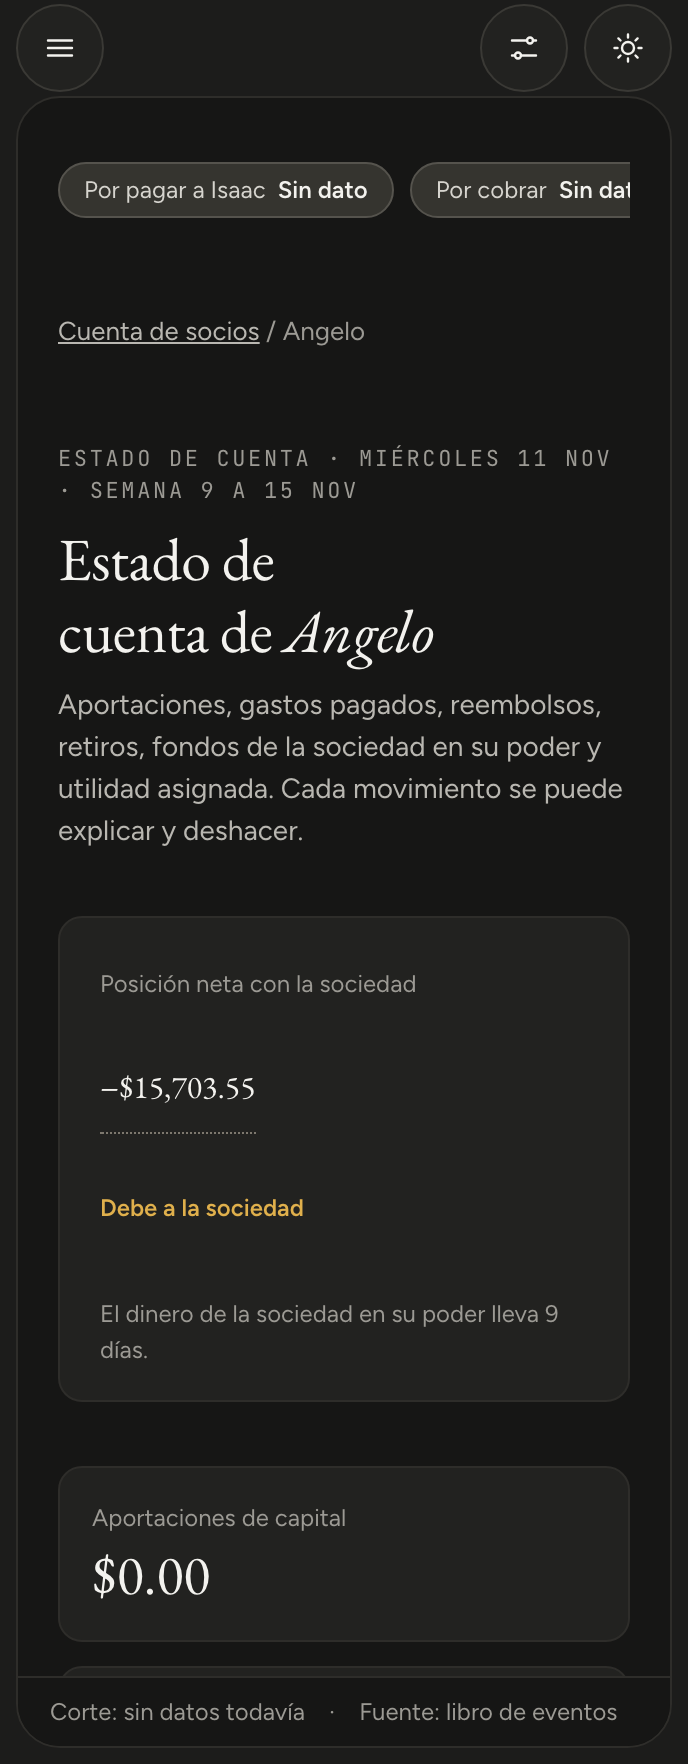 Por pagar a Isaac Sin dato
Por cobrar Sin dat
Cuenta de socios / Angelo
ESTADO DE CUENTA · MIÉRCOLES 11 NOV
· SEMANA 9 A 15 NOV
Estado de
cuenta de Angelo
Aportaciones, gastos pagados, reembolsos,
retiros, fondos de la sociedad en su poder y
utilidad asignada. Cada movimiento se puede
explicar y deshacer.
Posición neta con la sociedad
−$15,703.55
Debe a la sociedad
El dinero de la sociedad en su poder lleva 9
días.
Aportaciones de capital
$0.00
Corte: sin datos todavía · Fuente: libro de eventos